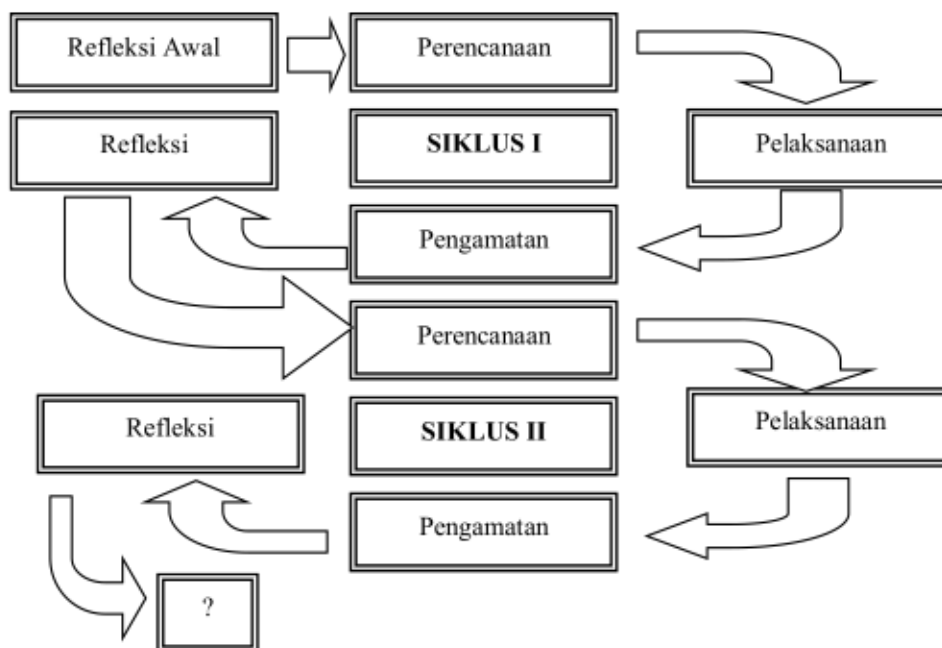 Refleksi Awal
Perencanaan
Refleksi
SIKLUS I
Pelaksanaan
Pengamatan
Perencanaan
Refleksi
SIKLUS II
Pelaksanaan
Pengamatan
?